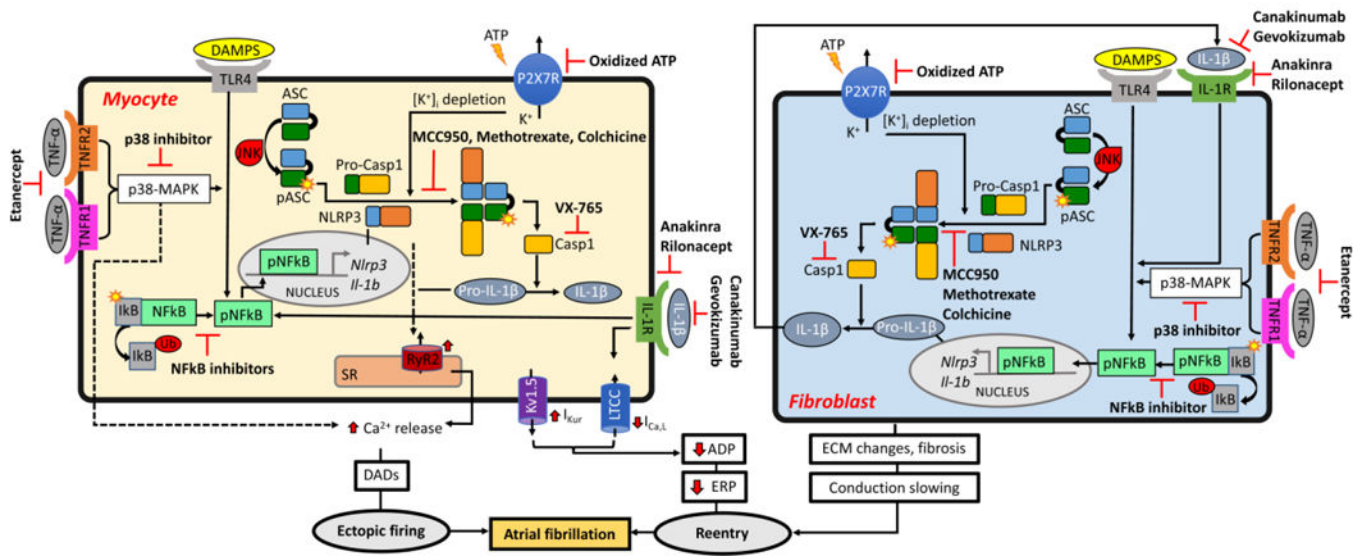 ATP
DAMPS
TLR4
P2X7R
Oxidized ATP
Myocyte
ASC
[K+]i depletion
K+
TNF-α
TNFR2
p38 inhibitor
JNK
MCC950, Methotrexate, Colchicine
Pro-Casp1
Etanercept
p38-MAPK
pASC
TNF-α
TNFR1
NLRP3
VX-765
Casp1
Anakinra
Rilonacept
pNFkB
Nlrp3
Il-1b
NUCLEUS
Pro-IL-1β
IL-1β
IkB
NFkB
pNFkB
IL-1R
IL-1β
Canakinumab
Gevokizumab
Ub
IkB
NFkB inhibitors
RyR2
SR
Kv1.5
LTCC
IKur
ICa,L
Ca2+ release
DADs
ADP
ERP
Ectopic firing
Atrial fibrillation
Reentry
Canakinumab
Gevokizumab
ATP
DAMPS
IL-1β
Anakinra
Rilonacept
P2X7R
Oxidized ATP
TLR4
IL-1R
K+
[K+]i depletion
ASC
JNK
Pro-Casp1
pASC
VX-765
NLRP3
Casp1
MCC950
Methotrexate
Colchicine
TNFR2
TNF-α
p38-MAPK
Etanercept
p38 inhibitor
TNFR1
TNF-α
IL-1β
Pro-IL-1β
Nlrp3
Il-1b
pNFkB
NUCLEUS
pNFkB
pNFkB
IkB
Ub
IkB
NFkB inhibitor
Fibroblast
ECM changes, fibrosis
Conduction slowing